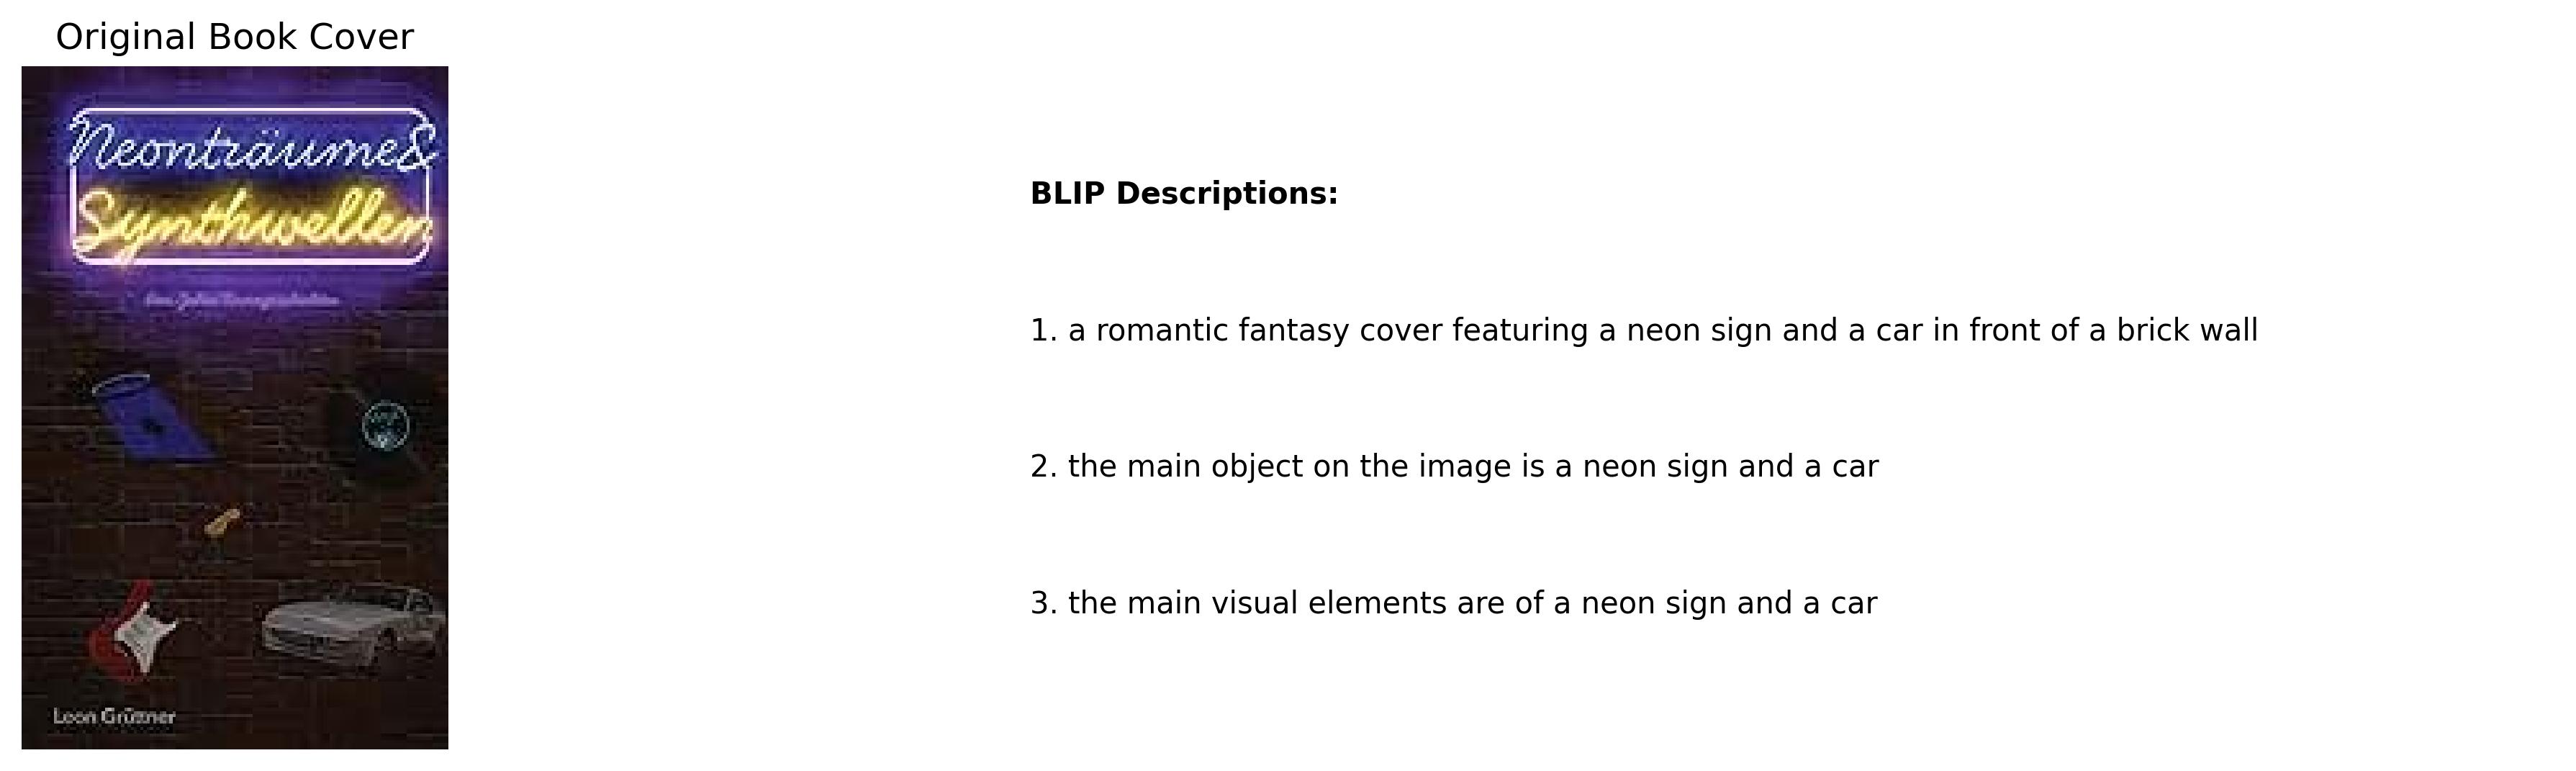 Original Book Cover
Neonträume&
Synthwellen
Leon Grüttner
BLIP Descriptions:
1. a romantic fantasy cover featuring a neon sign and a car in front of a brick wall
2. the main object on the image is a neon sign and a car
3. the main visual elements are of a neon sign and a car